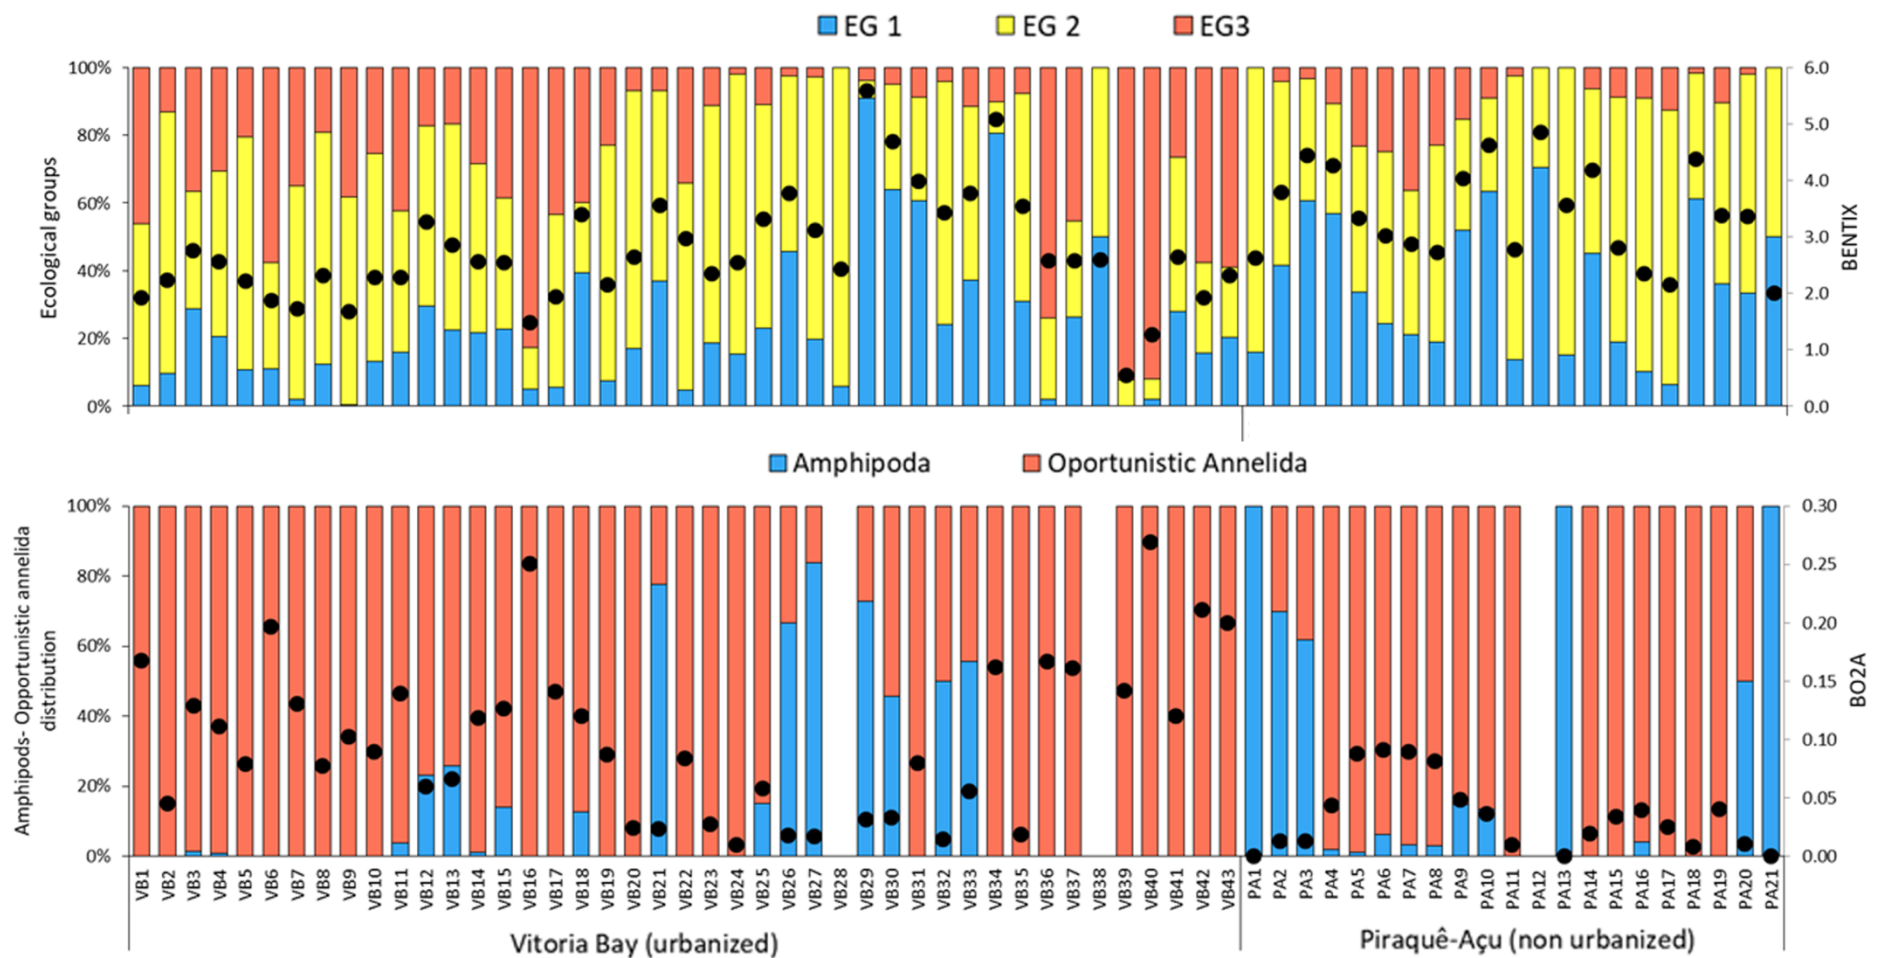 EG 1 EG 2 EG3
100% 6.0
80% 5.0
4.0
60%
3.0
40%
2.0
20%
1.0
0% 0.0
Ecological groups
BENTIX
Amphipoda Oportunistic Annelida
100% 0.30
80% 0.25
60% 0.20
0.15
40%
0.10
20%
0.05
0% 0.00
Amphipods- Opportunistic annelida
distribution
BO2A
VB1 VB2 VB3 VB4 VB5 VB6 VB7 VB8 VB9 VB10 VB11 VB12 VB13 VB14 VB15 VB16 VB17 VB18 VB19 VB20 VB21 VB22 VB23 VB24 VB25 VB26 VB27 VB28 VB29 VB30 VB31 VB32 VB33 VB34 VB35 VB36 VB37 VB38 VB39 VB40 VB41 VB42 VB43 PA1 PA2 PA3 PA4 PA5 PA6 PA7 PA8 PA9 PA10 PA11 PA12 PA13 PA14 PA15 PA16 PA17 PA18 PA19 PA20 PA21
Vitoria Bay (urbanized) Piraquê-Açu (non urbanized)